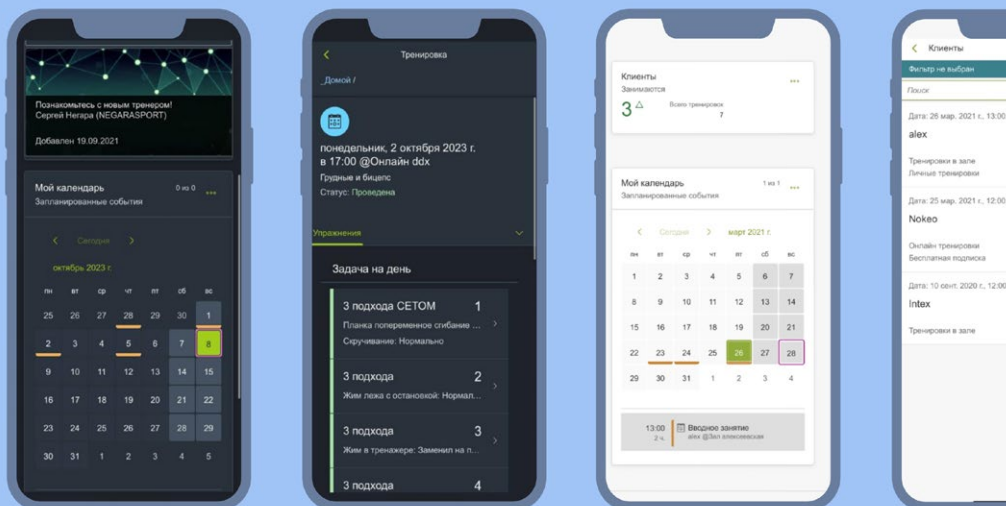 Познакомьтесь с новым тренером!
Сергей Негара (NEGARASPORT)
Добавлен 19.09.2021
Мой календарь 0 из 0
Запланированные события
Сегодня
октябрь 2023 г.
пн вт ср чт пт сб вс
25 26 27 28 29 30 1
2 3 4 5 6 7 8
9 10 11 12 13 14 15
16 17 18 19 20 21 22
23 24 25 26 27 28 29
30 31 1 2 3 4 5
Тренировка
_Домой /
понедельник, 2 октября 2023 г.
в 17:00 @Онлайн ddx
Грудные и бицепс
Статус: Проведена
Упражнения
Задача на день
3 подхода СЕТОМ 1
Планка попеременное сгибание ...
Скручивание: Нормально
3 подхода 2
Жим лежа с остановкой: Нормал...
3 подхода 3
Жим в тренажере: Заменил на п...
3 подхода 4
Клиенты
Занимаются
3 Всего тренировок
7
Мой календарь 1 из 1
Запланированные события
Сегодня март 2021 г.
пн вт ср чт пт сб вс
1 2 3 4 5 6 7
8 9 10 11 12 13 14
15 16 17 18 19 20 21
22 23 24 25 26 27 28
29 30 31 1 2 3 4
13:00 Вводное занятие
2 ч. alex @Зал алексеевская
Клиенты
Фильтр не выбран
Поиск
Дата: 26 мар. 2021 г., 13:00
alex
Тренировки в зале
Личные тренировки
Дата: 25 мар. 2021 г., 12:00
Nokeo
Онлайн тренировки
Бесплатная подписка
Дата: 10 сент. 2020 г., 12:00
Intex
Тренировки в зале